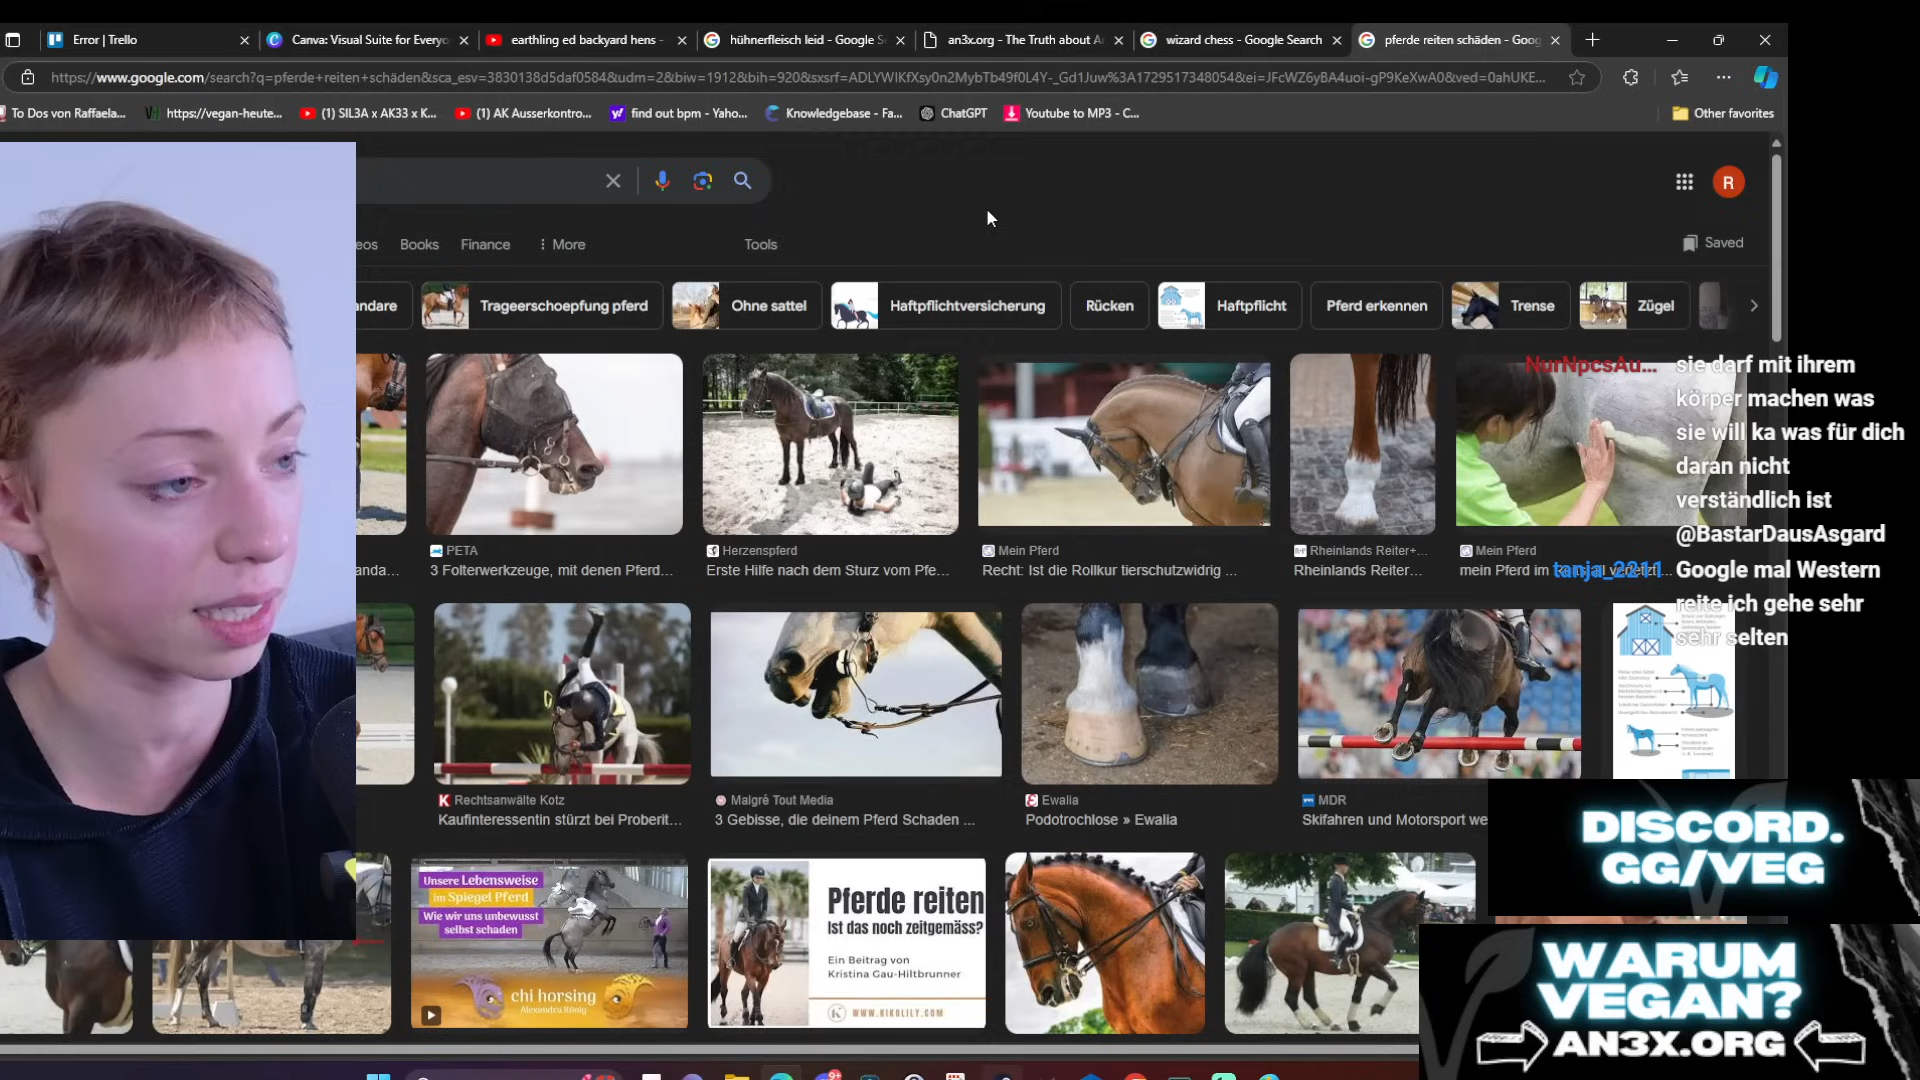 Error | Trello
Canva: Visual Suite for Everyo
earthling ed backyard hens -
hühnerfleisch leid - Google S
an3x.org - The Truth about A
wizard chess - Google Search
pferde reiten schäden - Goog
https://www.google.com/search?q=pferde+reiten+schäden&sca_esv=3830138d5daf0584&udm=2&biw=1912&bih=920&sxsrf=ADLYWIKfXsy0n2MybTb49f0L4Y-_Gd1Juw%3A1729517348054&ei=JFcWZ6yBA4uoi-gP9KeXwA0&ved=0ahUKE...
To Dos von Raffaela...
https://vegan-heute...
(1) SIL3A x AK33 x K...
(1) AK Ausserkontro...
find out bpm - Yaho...
Knowledgebase - Fa...
ChatGPT
Youtube to MP3 - C...
Other favorites
R
eos
Books
Finance
More
Tools
Saved
andare
Trageerschoepfung pferd
Ohne sattel
Haftpflichtversicherung
Rücken
Haftpflicht
Pferd erkennen
Trense
Zügel
NurNpcsAu...
sie darf mit ihrem
körper machen was
sie will ka was für dich
daran nicht
verständlich ist
@BastarDausAsgard
tanja_2211
Google mal Western
reite ich gehe sehr
sehr selten
anda...
PETA
3 Folterwerkzeuge, mit denen Pferd...
Herzenspferd
Erste Hilfe nach dem Sturz vom Pfe...
Mein Pferd
Recht: Ist die Rollkur tierschutzwidrig ...
Rheinlands Reiter+...
Rheinlands Reiter...
Mein Pferd
mein Pferd im
Rechtsanwälte Kotz
Kaufinteressentin stürzt bei Proberit...
Malgré Tout Media
3 Gebisse, die deinem Pferd Schaden ...
Ewalia
Podotrochlose » Ewalia
MDR
Skifahren und Motorsport we
Unsere Lebensweise
im Spiegel Pferd
Wie wir uns unbewusst
selbst schaden
chi horsing
Alexandra König
Pferde reiten
Ist das noch zeitgemäss?
Ein Beitrag von
Kristina Gau-Hiltbrunner
WWW.KIKOLILY.COM
DISCORD.
GG/VEG
WARUM
VEGAN?
AN3X.ORG
9+